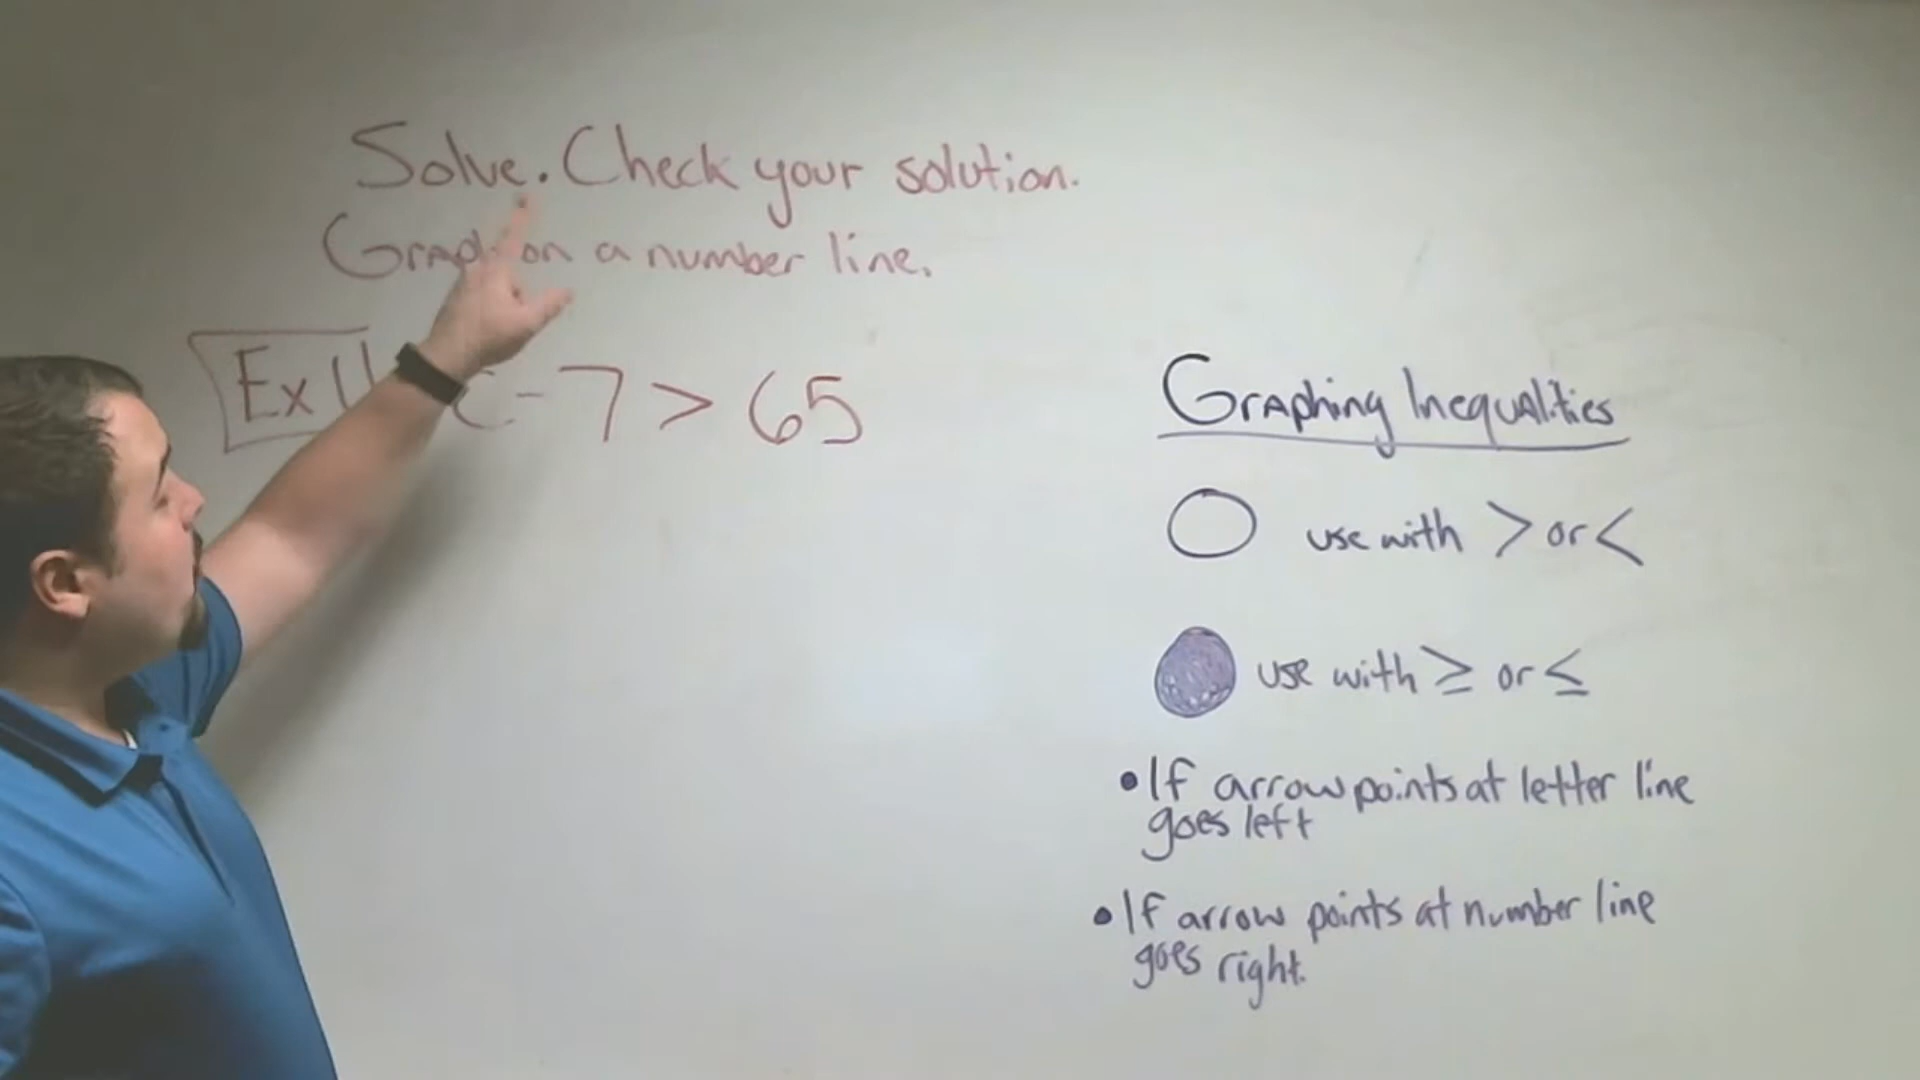 Solve. Check your solution.
Graph on a number line.
Ex 1 c - 7 > 65
Graphing Inequalities
use with > or <
use with ≥ or ≤
• If arrow points at letter line
goes left
• If arrow points at number line
goes right.